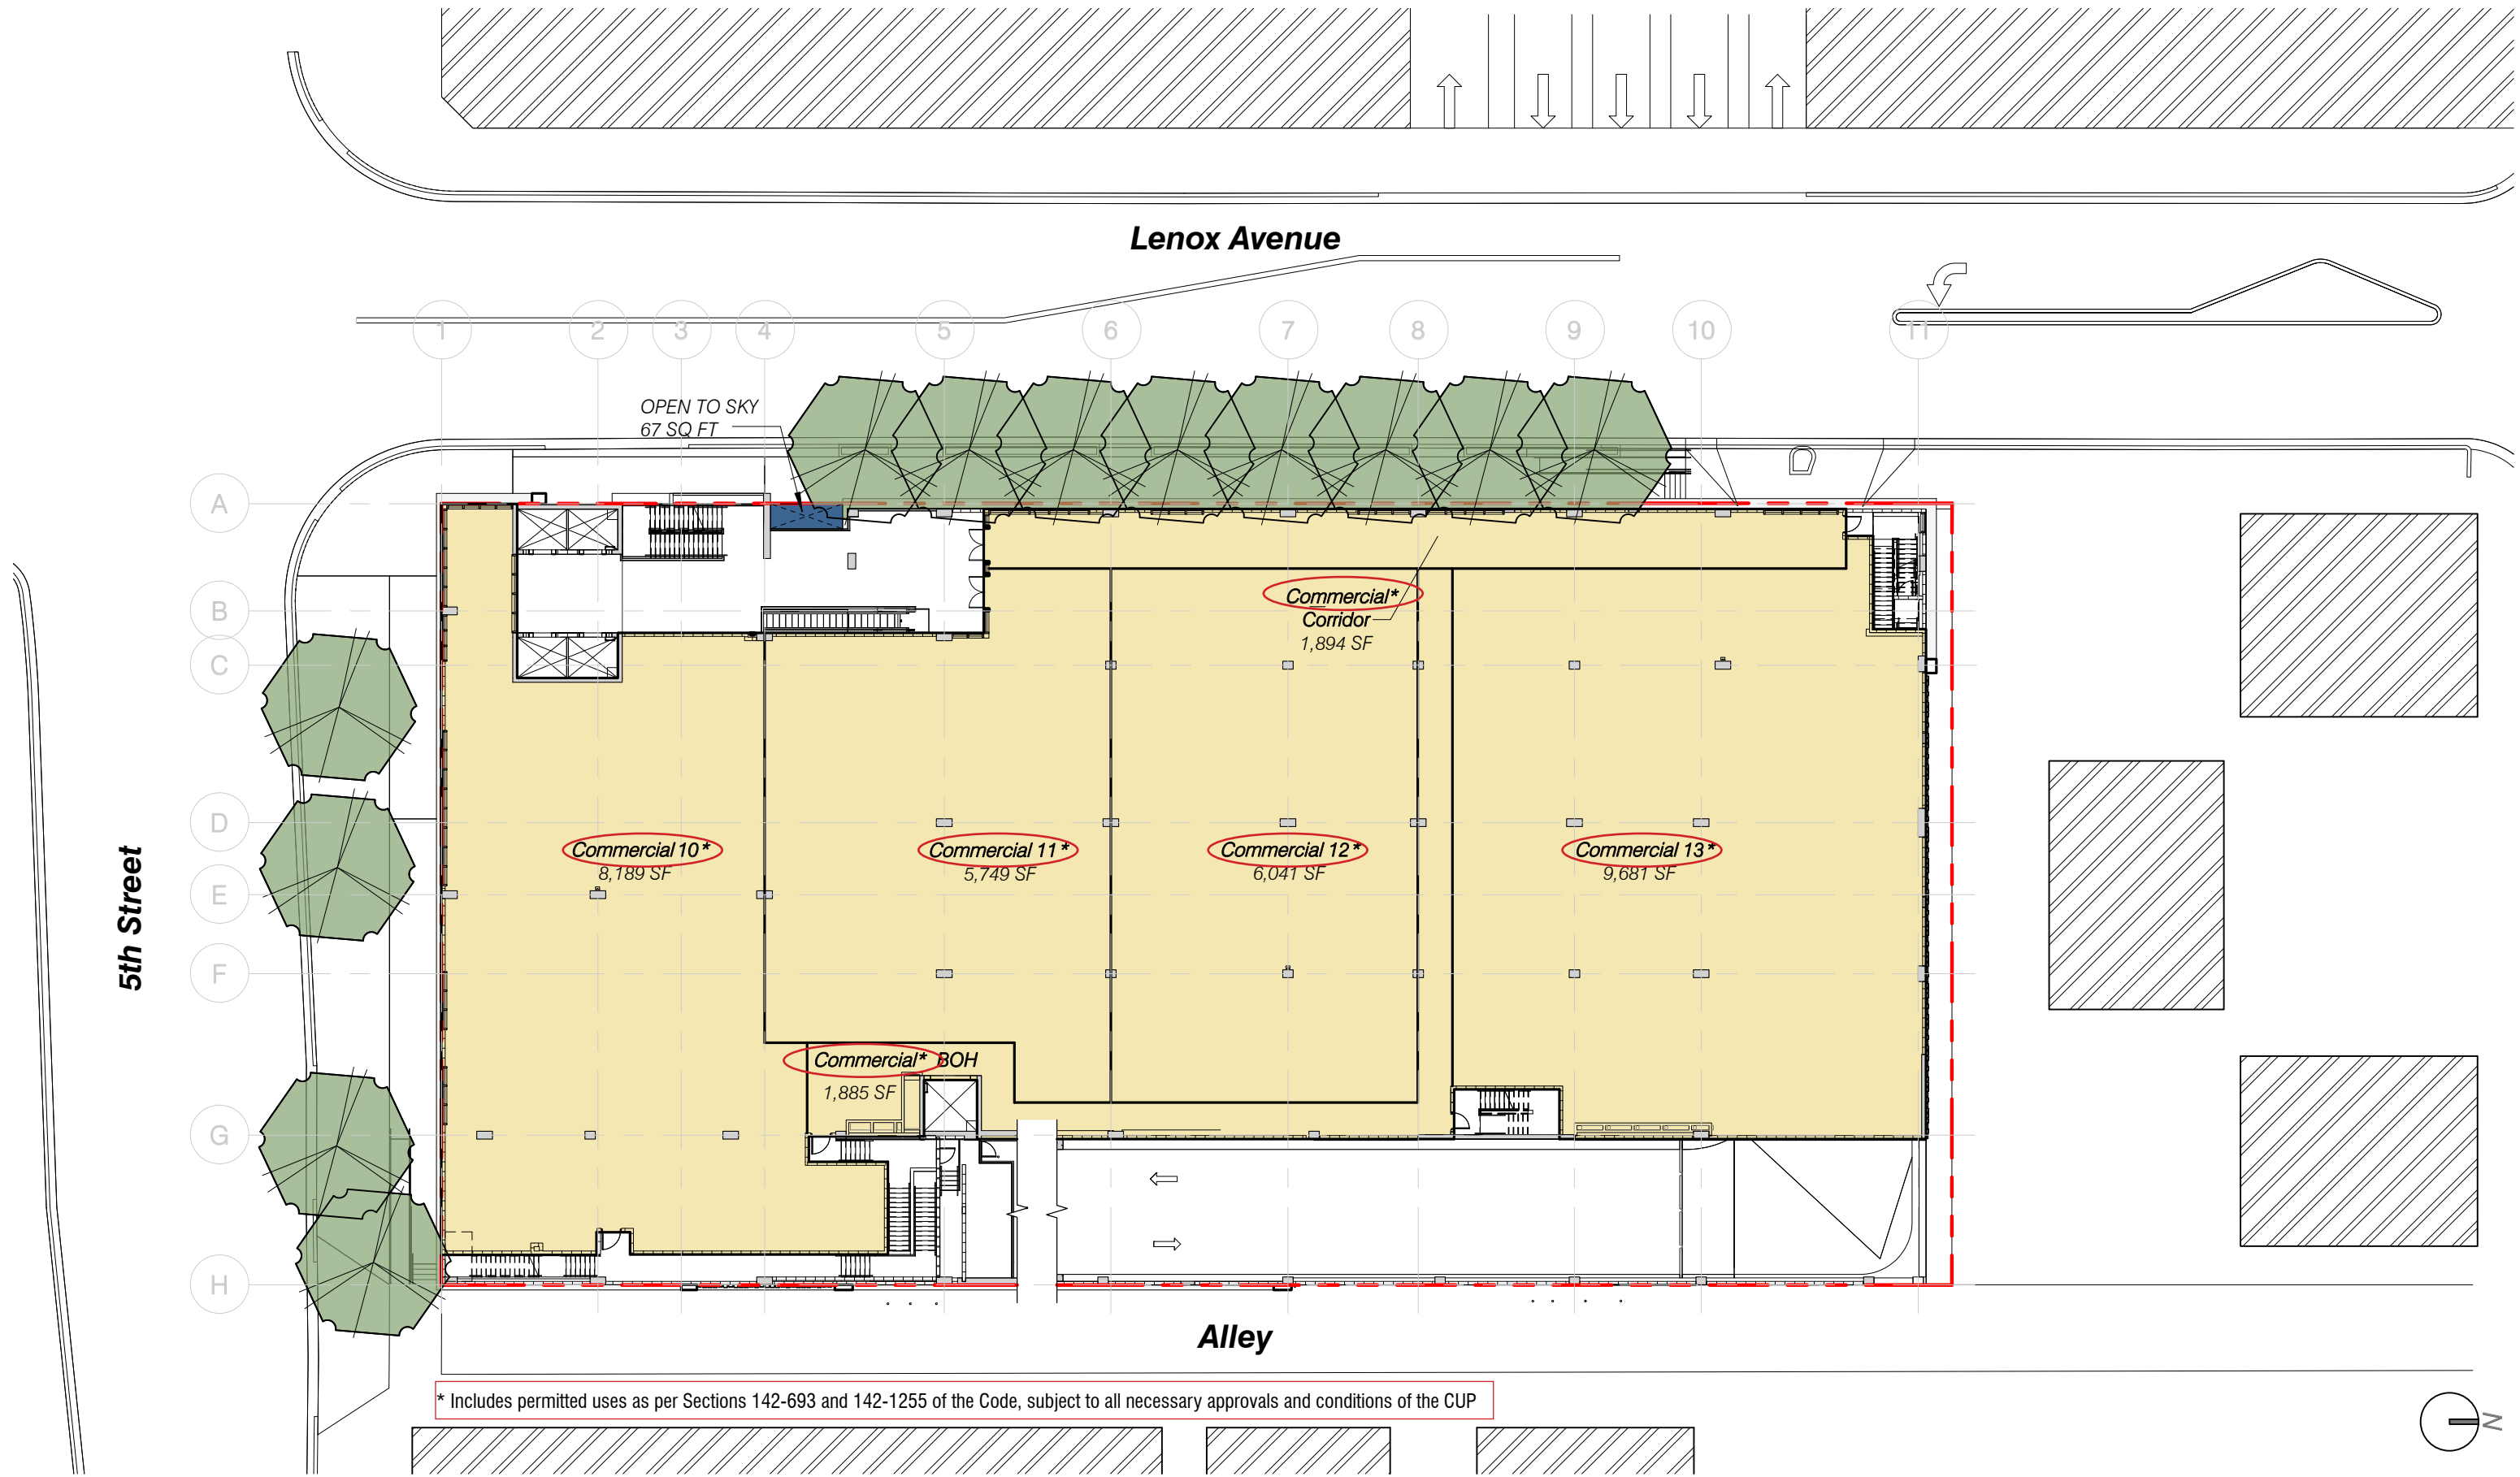 Lenox Avenue
1 2 3 4 5 6 7 8 9 10 11
OPEN TO SKY
67 SQ FT
A
B
C
D
E
F
G
H
Commercial*
Corridor
1,894 SF
Commercial 10*
8,189 SF
Commercial 11*
5,749 SF
Commercial 12*
6,041 SF
Commercial 13*
9,681 SF
5th Street
Commercial* BOH
1,885 SF
Alley
* Includes permitted uses as per Sections 142-693 and 142-1255 of the Code, subject to all necessary approvals and conditions of the CUP
N